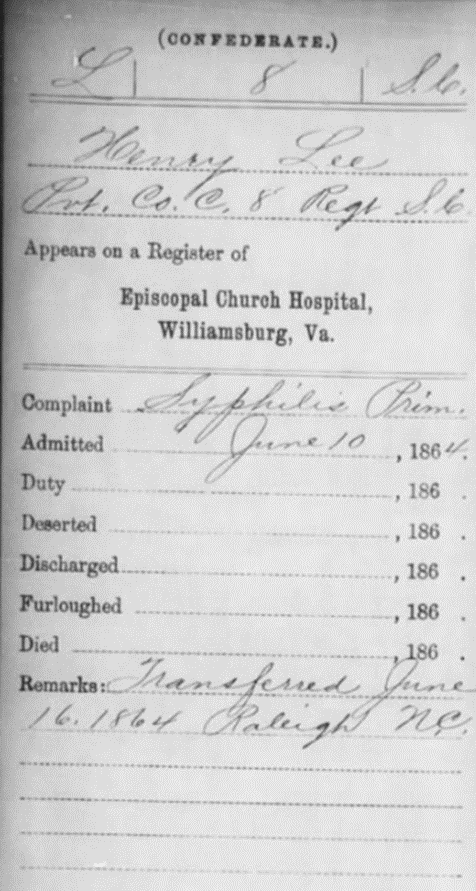 (CONFEDERATE.)
L | 8 | S.C.
Henry Lee
Pvt. Co. C, 8 Regt S.C.
Appears on a Register of
Episcopal Church Hospital,
Williamsburg, Va.
Complaint Syphilis Prim.
Admitted June 10, 1864.
Duty , 186 .
Deserted , 186 .
Discharged , 186 .
Furloughed , 186 .
Died , 186 .
Remarks: Transferred June
16. 1864 Raleigh N.C.